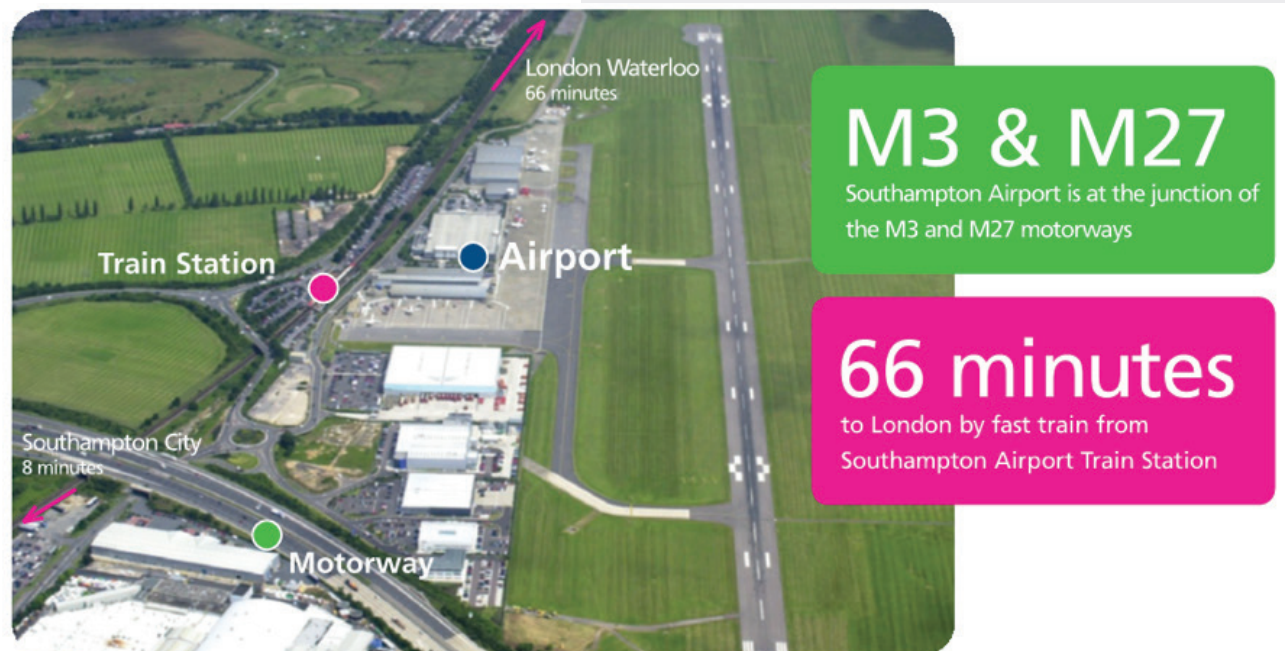 London Waterloo
66 minutes
Train Station
Airport
Southampton City
8 minutes
Motorway
M3 & M27
Southampton Airport is at the junction of
the M3 and M27 motorways
66 minutes
to London by fast train from
Southampton Airport Train Station